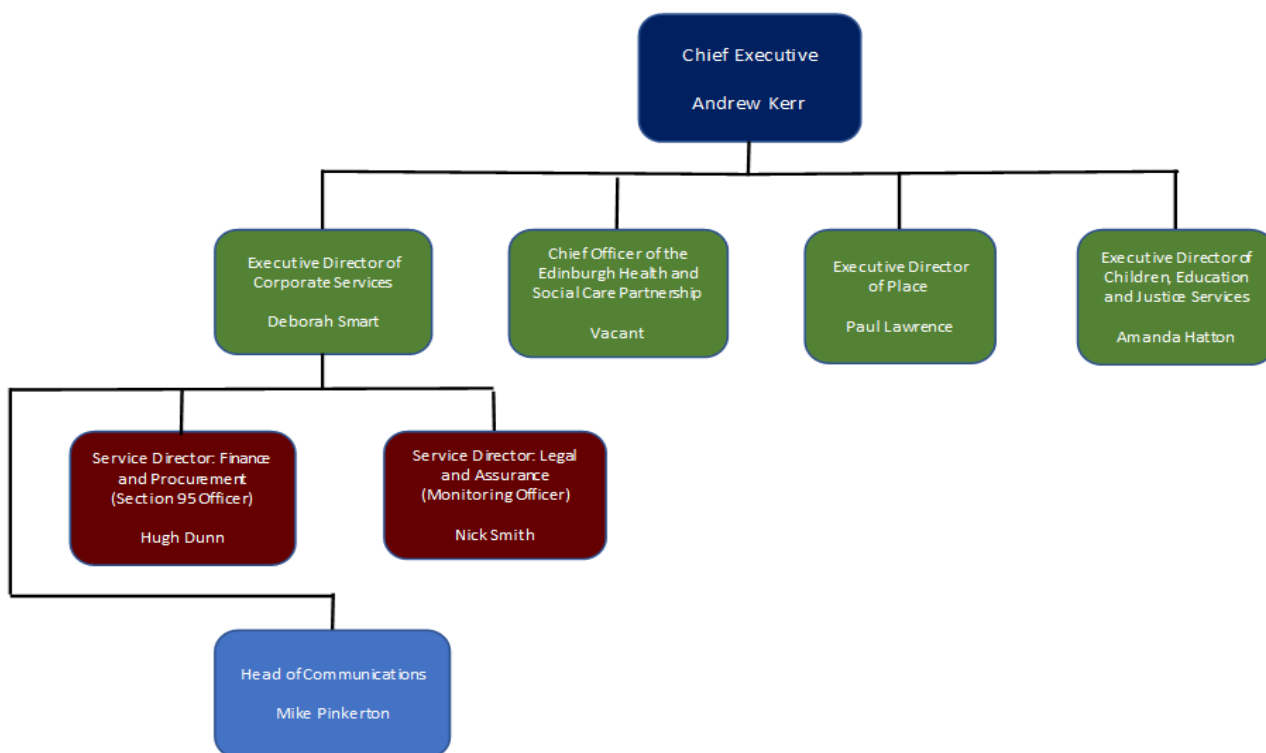 Chief Executive
Andrew Kerr
Executive Director of
Corporate Services
Deborah Smart
Chief Officer of the
Edinburgh Health and
Social Care Partnership
Vacant
Executive Director
of Place
Paul Lawrence
Executive Director of
Children, Education
and Justice Services
Amanda Hatton
Service Director: Finance
and Procurement
(Section 95 Officer)
Hugh Dunn
Service Director: Legal
and Assurance
(Monitoring Officer)
Nick Smith
Head of Communications
Mike Pinkerton